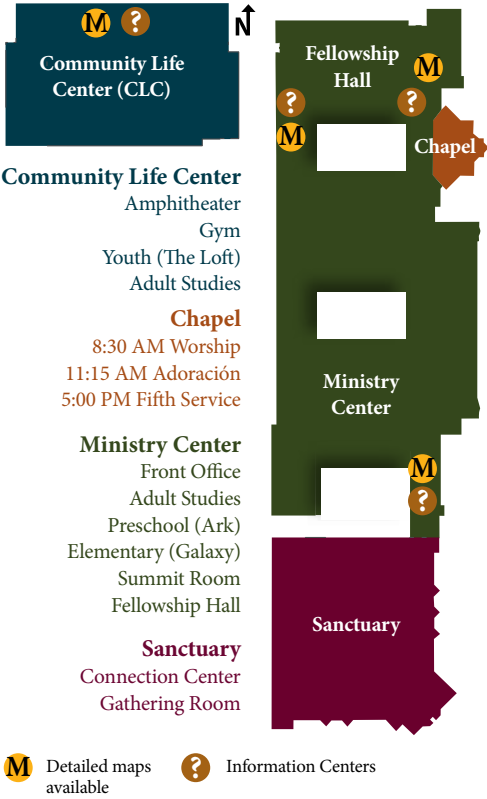 M ?
N
Community Life
Center (CLC)
Fellowship
Hall
M
? ?
M
Chapel
Community Life Center
Amphitheater
Gym
Youth (The Loft)
Adult Studies
Chapel
8:30 AM Worship
11:15 AM Adoración
5:00 PM Fifth Service
Ministry
Center
Ministry Center
Front Office
Adult Studies
Preschool (Ark)
Elementary (Galaxy)
Summit Room
Fellowship Hall
M
?
Sanctuary
Sanctuary
Connection Center
Gathering Room
M Detailed maps
available
? Information Centers